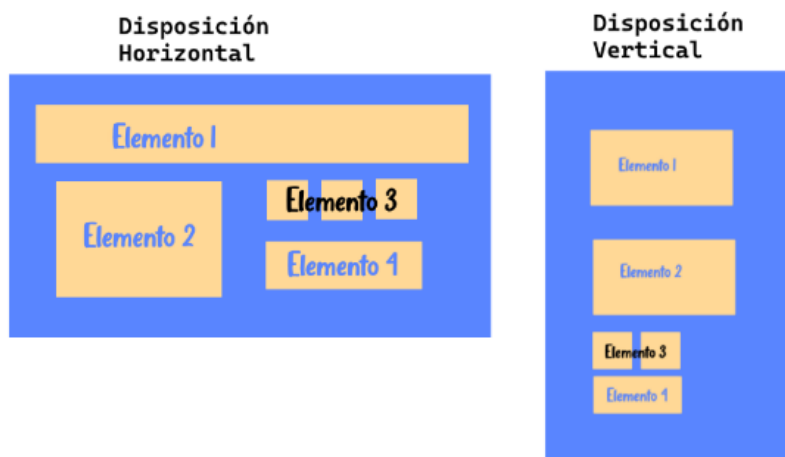 Disposición
Horizontal
Elemento 1
Elemento 2
Elemento 3
Elemento 4
Disposición
Vertical
Elemento 1
Elemento 2
Elemento 3
Elemento 4